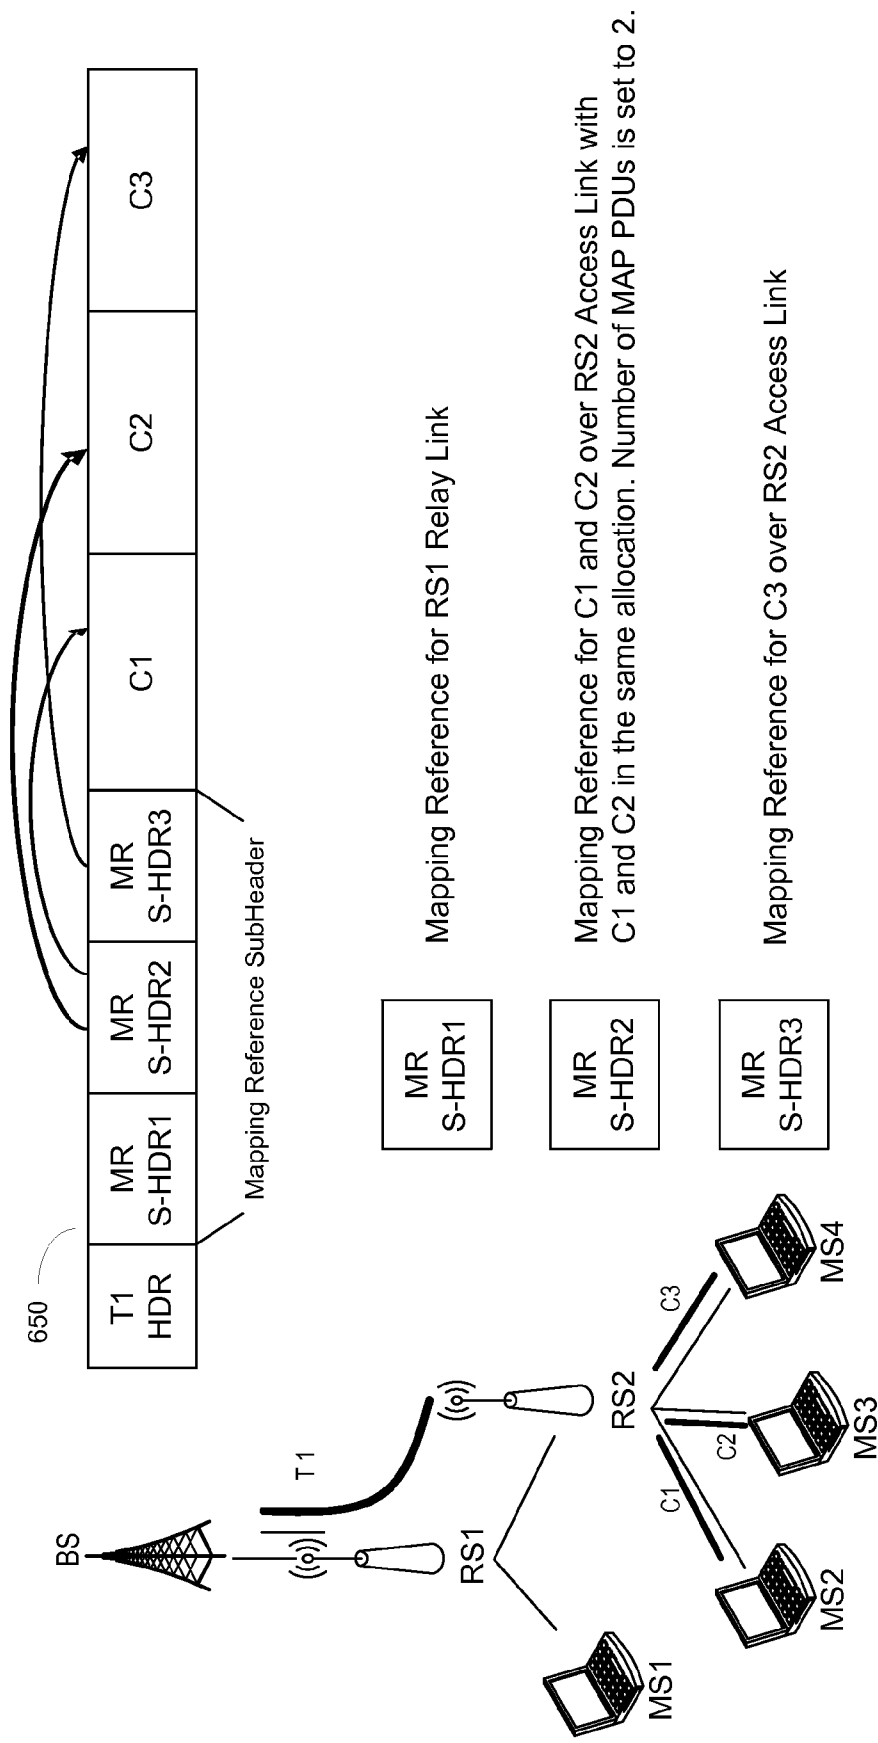 650
T1
HDR
MR
S-HDR1
MR
S-HDR2
MR
S-HDR3
C1
C2
C3
Mapping Reference SubHeader
BS
T1
RS1
RS2
MS1
C1
C2
C3
MS2
MS3
MS4
MR
S-HDR1
Mapping Reference for RS1 Relay Link
MR
S-HDR2
Mapping Reference for C1 and C2 over RS2 Access Link with
C1 and C2 in the same allocation. Number of MAP PDUs is set to 2.
MR
S-HDR3
Mapping Reference for C3 over RS2 Access Link